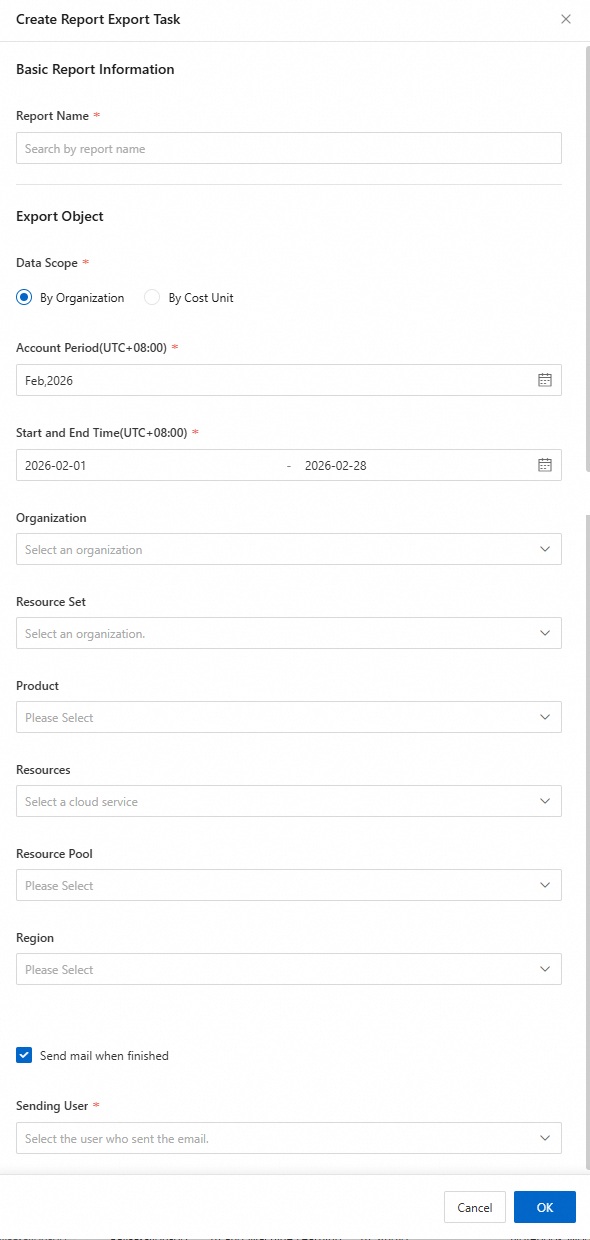 Create Report Export Task
Basic Report Information
Report Name *
Search by report name
Export Object
Data Scope *
By Organization By Cost Unit
Account Period(UTC+08:00) *
Feb,2026
Start and End Time(UTC+08:00) *
2026-02-01 - 2026-02-28
Organization
Select an organization
Resource Set
Select an organization.
Product
Please Select
Resources
Select a cloud service
Resource Pool
Please Select
Region
Please Select
Send mail when finished
Sending User *
Select the user who sent the email.
Cancel OK